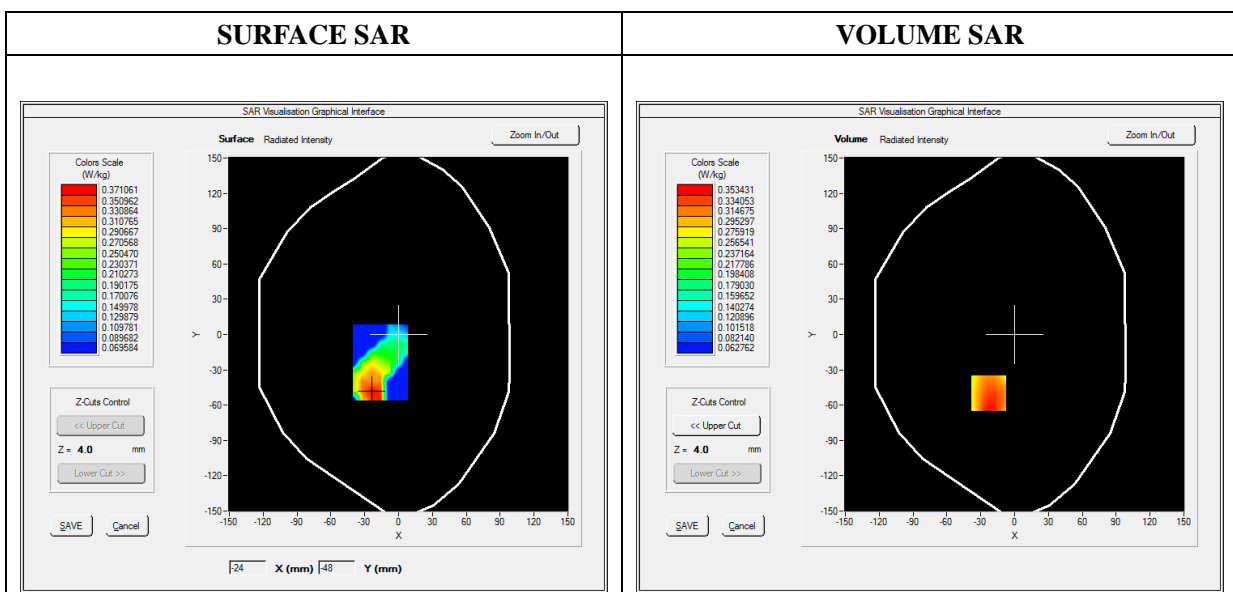 SURFACE SAR
SAR Visualisation Graphical Interface
Surface Radiated Intensity
Zoom In/Out
Colors Scale
(W/kg)
0.371061
0.350962
0.330864
0.310765
0.290667
0.270568
0.250470
0.230371
0.210273
0.190175
0.170076
0.149978
0.129879
0.109781
0.089682
0.069584
Z-Cuts Control
<< Upper Cut
Z = 4.0 mm
Lower Cut >>
SAVE Cancel
150
120
90
60
30
0
-30
-60
-90
-120
-150
Y
-150 -120 -90 -60 -30 0 30 60 90 120 150
X
-24 X (mm) -48 Y (mm)
VOLUME SAR
SAR Visualisation Graphical Interface
Volume Radiated Intensity
Zoom In/Out
Colors Scale
(W/kg)
0.353431
0.334053
0.314675
0.295297
0.275919
0.256541
0.237164
0.217786
0.198408
0.179030
0.159652
0.140274
0.120896
0.101518
0.082140
0.062762
Z-Cuts Control
<< Upper Cut
Z = 4.0 mm
Lower Cut >>
SAVE Cancel
150
120
90
60
30
0
-30
-60
-90
-120
-150
Y
-150 -120 -90 -60 -30 0 30 60 90 120 150
X